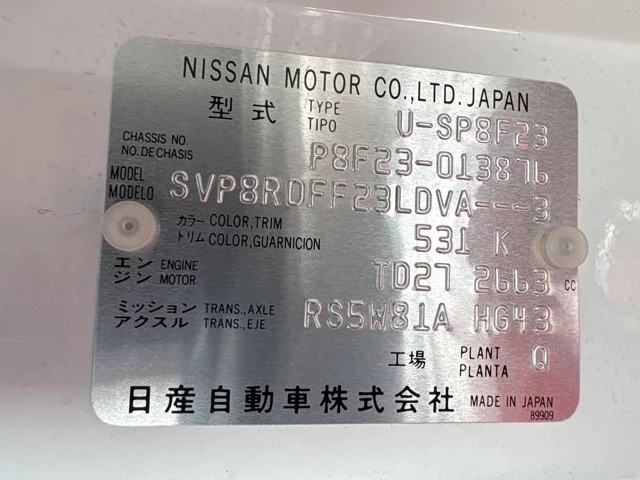 NISSAN MOTOR CO.,LTD. JAPAN
型式 TYPE TIPO U-SP8F23
CHASSIS NO. NO.DE CHASIS P8F23-013876
MODEL MODELO SVP8RDFF23LDVA---3
カラー COLOR,TRIM トリム COLOR,GUARNICION 531 K
エンジン ENGINE MOTOR TD27 2663 CC
ミッション TRANS.,AXLE アクスル TRANS.,EJE RS5W81A HG43
工場 PLANT PLANTA Q
日産自動車株式会社 MADE IN JAPAN
89909